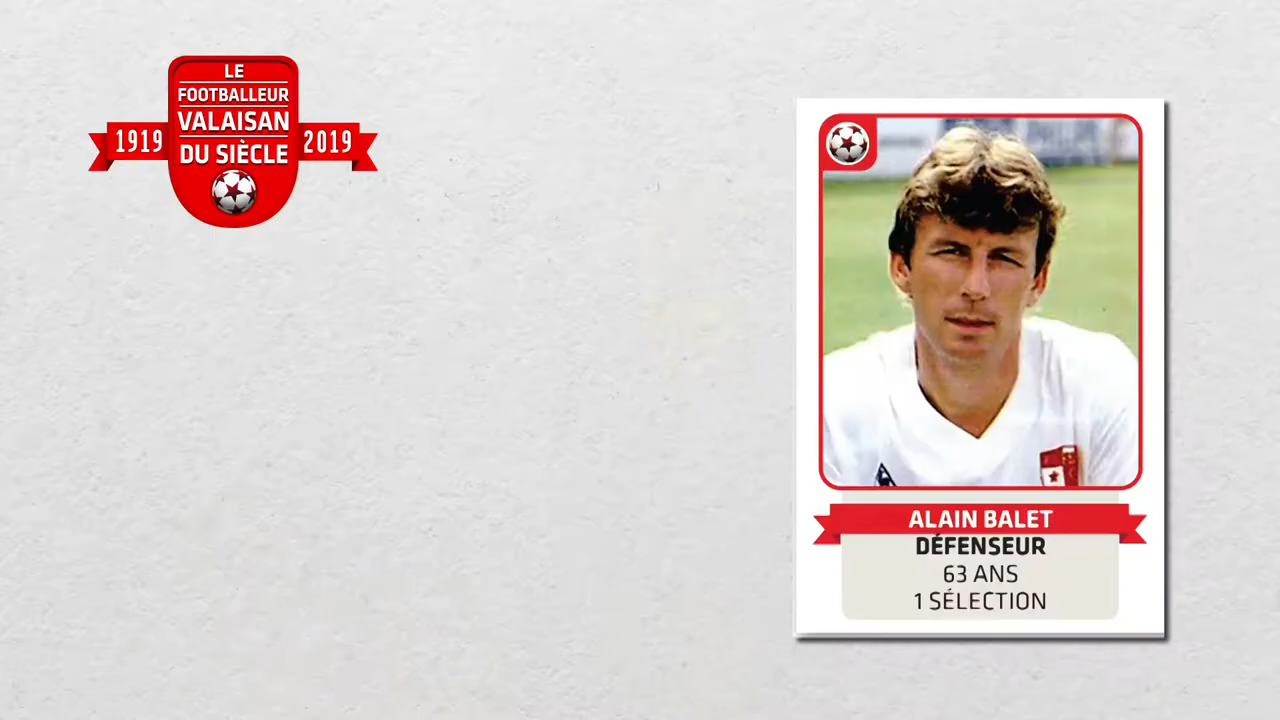 LE
FOOTBALLEUR
VALAISAN
DU SIÈCLE
1919
2019
ALAIN BALET
DÉFENSEUR
63 ANS
1 SÉLECTION